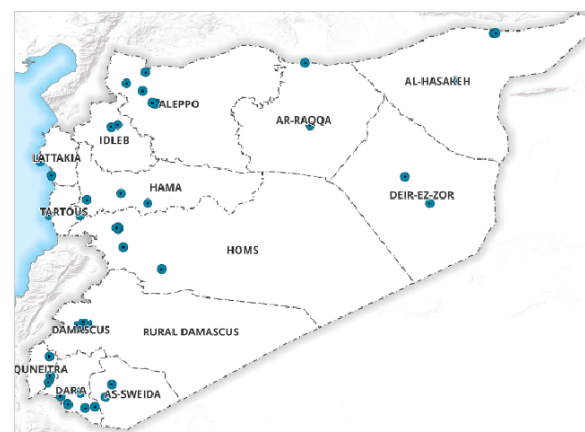 AL-HASAKEH
ALEPPO
AR-RAQQA
IDLEB
LATTAKIA
HAMA
DEIR-EZ-ZOR
TARTOUS
HOMS
DAMASCUS
RURAL DAMASCUS
QUNEITRA
DARA
AS-SWEIDA